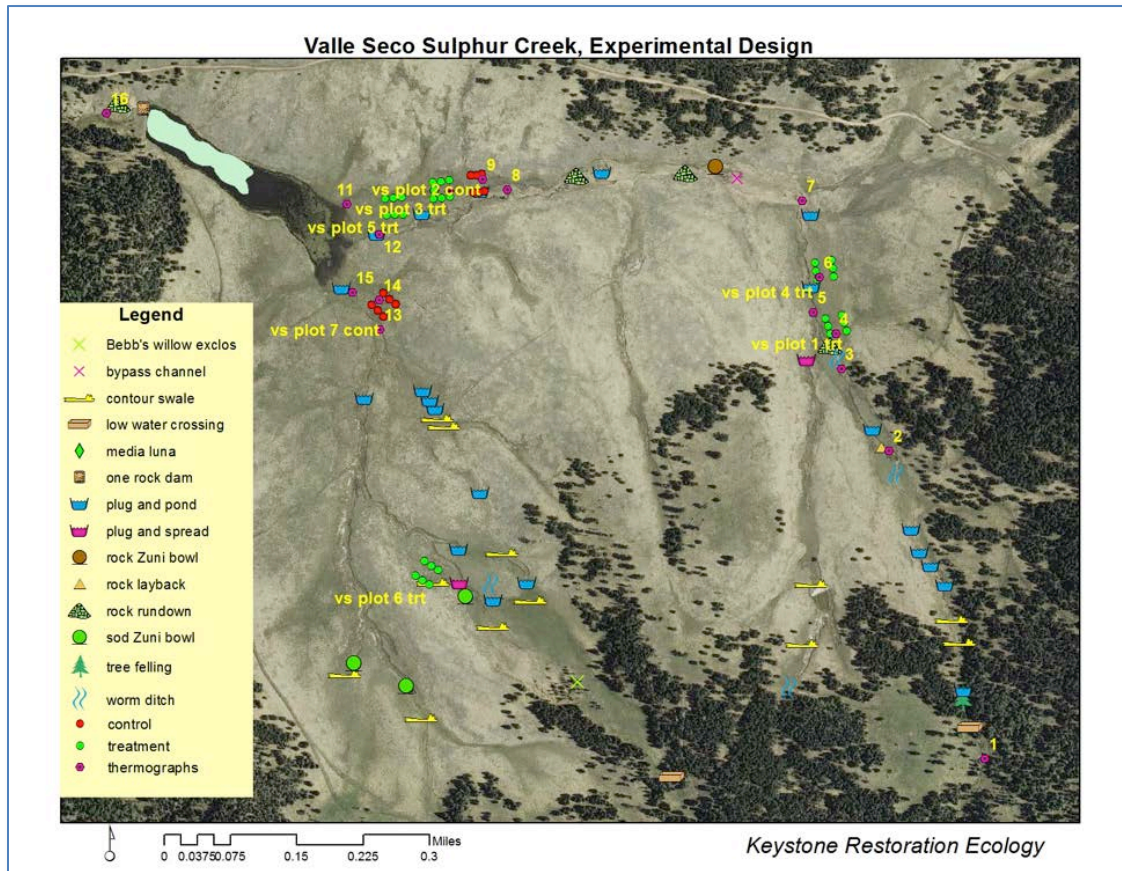 Valle Seco Sulphur Creek, Experimental Design
16
9
8
vs plot 2 cont
11
vs plot 3 trt
7
vs plot 5 trt
12
6
15
14
vs plot 4 trt
5
13
4
vs plot 7 cont
vs plot 1 trt
3
2
vs plot 6 trt
1
Legend
Bebb's willow exclos
bypass channel
contour swale
low water crossing
media luna
one rock dam
plug and pond
plug and spread
rock Zuni bowl
rock layback
rock rundown
sod Zuni bowl
tree felling
worm ditch
control
treatment
thermographs
Miles
0 0.0375 0.075 0.15 0.225 0.3
Keystone Restoration Ecology